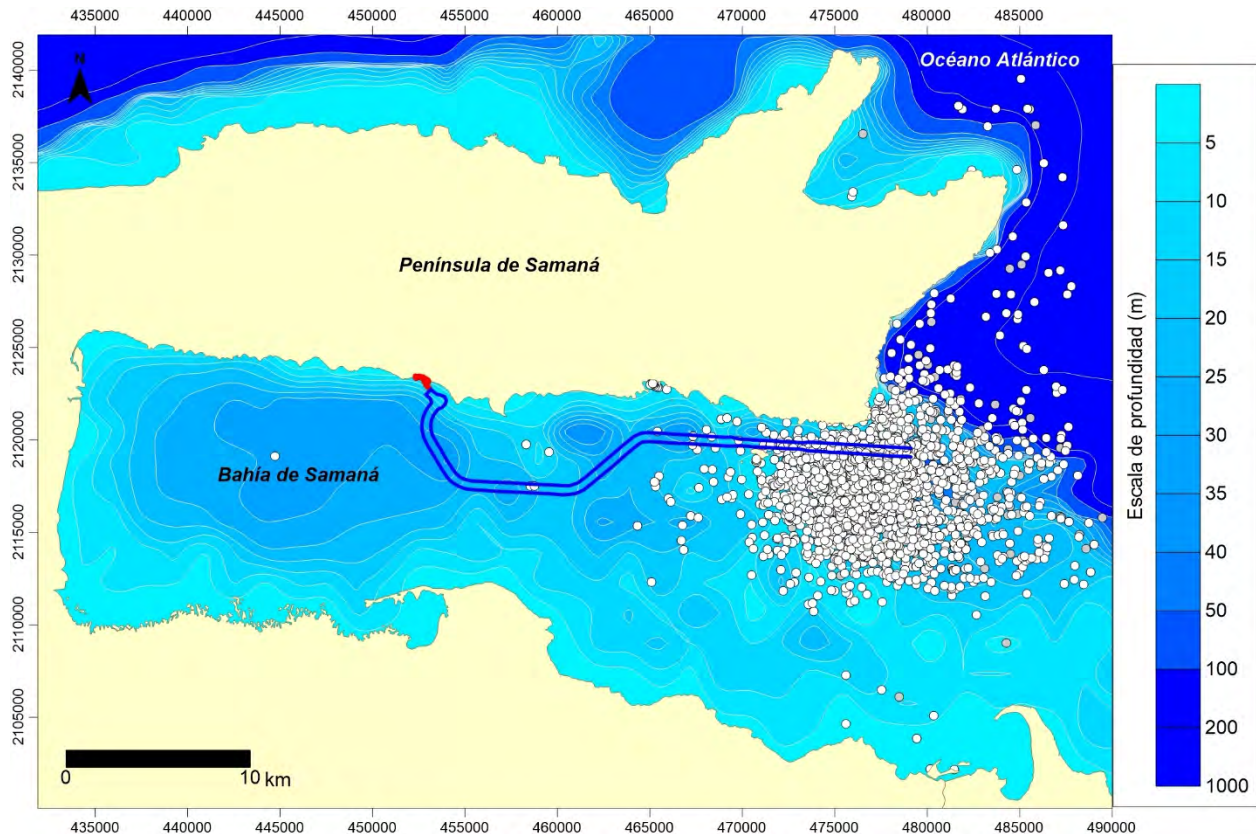 435000 440000 445000 450000 455000 460000 465000 470000 475000 480000 485000
2140000
2135000
2130000
2125000
2120000
2115000
2110000
2105000
N
Océano Atlántico
Península de Samaná
Bahía de Samaná
0 10 km
435000 440000 445000 450000 455000 460000 465000 470000 475000 480000 485000 490000
Escala de profundidad (m)
5
10
15
20
25
30
35
40
50
100
200
1000